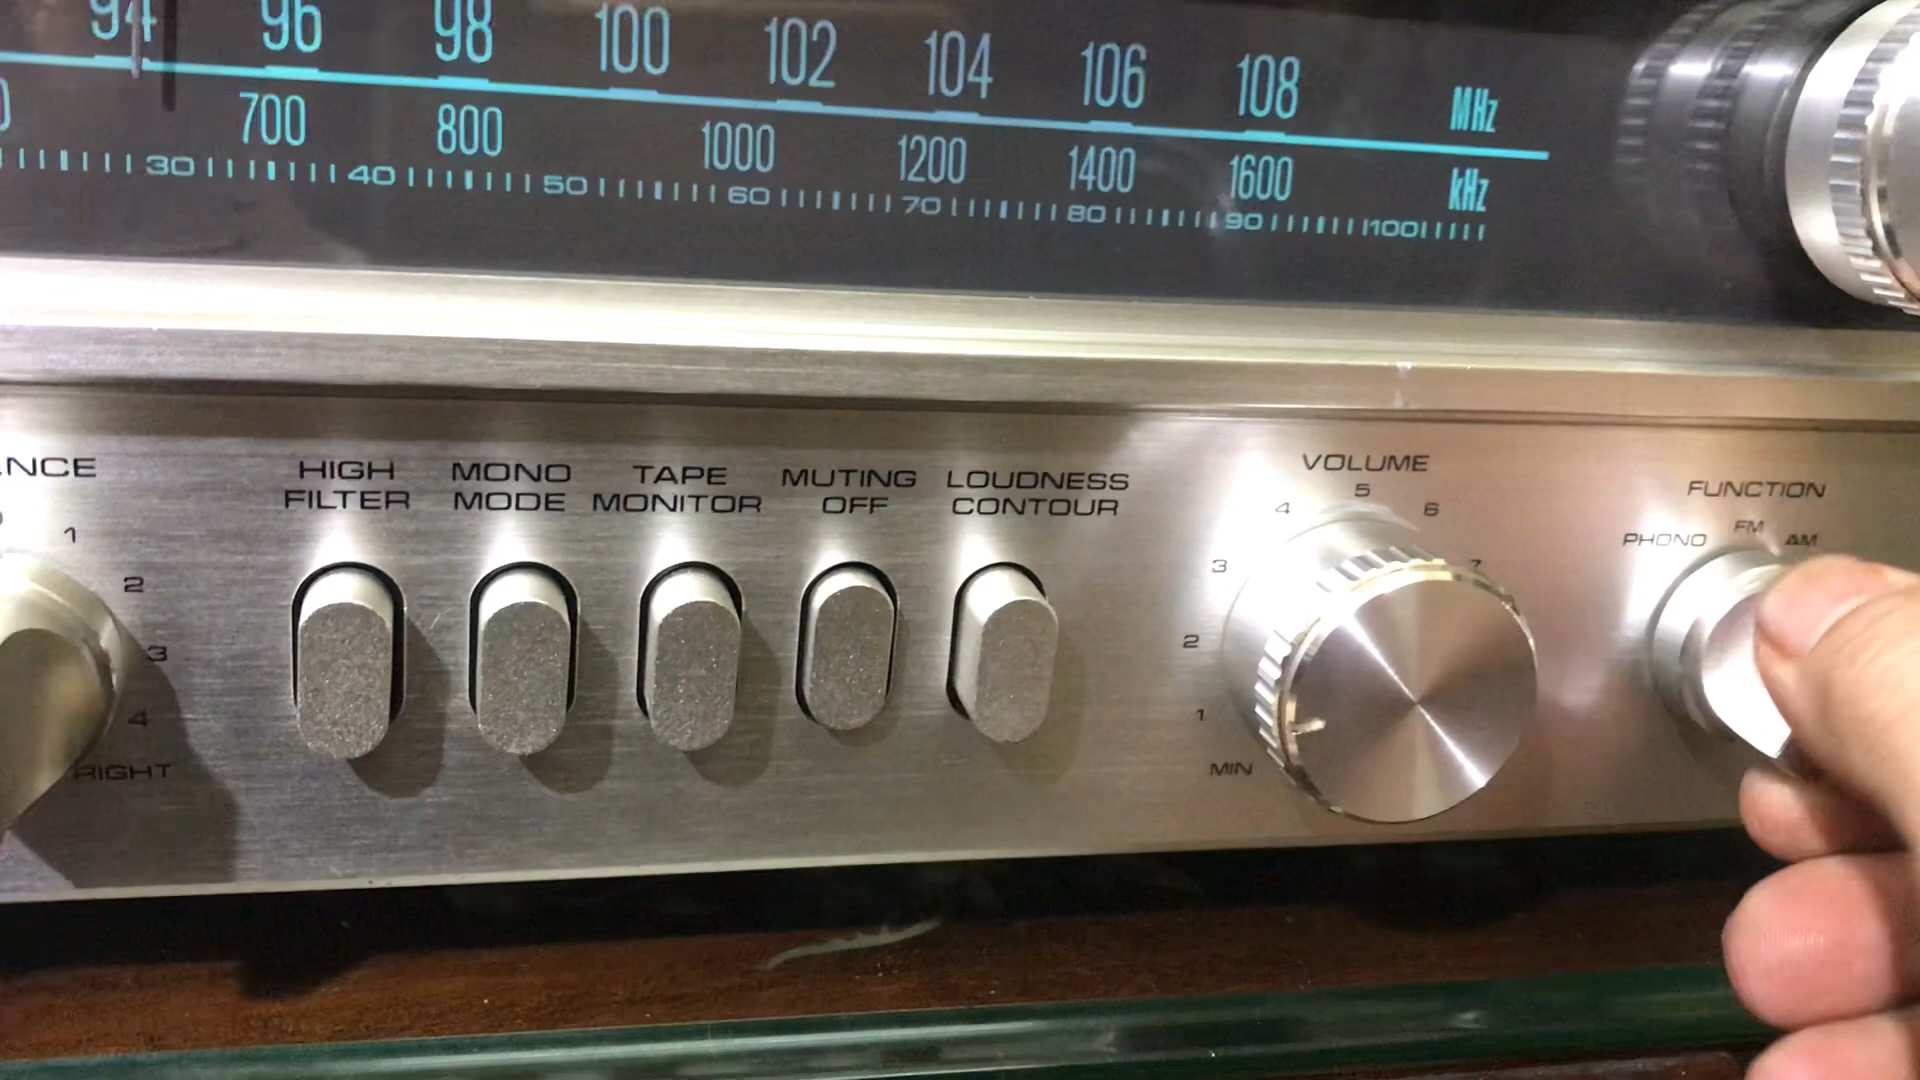 94 96 98 100 102 104 106 108 MHz
700 800 1000 1200 1400 1600 kHz
30 40 50 60 70 80 90 100
NCE
1
2
3
4
RIGHT
HIGH
FILTER
MONO
MODE
TAPE
MONITOR
MUTING
OFF
LOUDNESS
CONTOUR
VOLUME
MIN 1 2 3 4 5 6 7
FUNCTION
PHONO FM AM